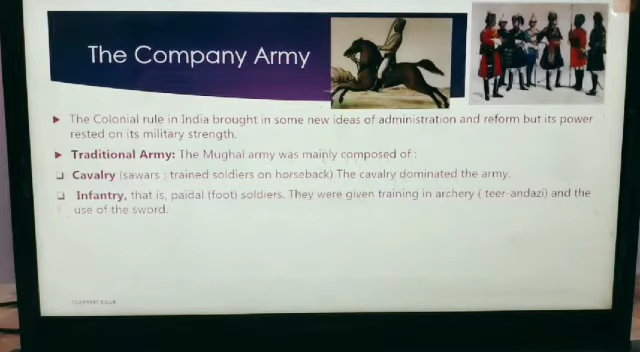 The Company Army
► The Colonial rule in India brought in some new ideas of administration and reform but its power
rested on its military strength.
► Traditional Army: The Mughal army was mainly composed of :
❑ Cavalry (sawars : trained soldiers on horseback) The cavalry dominated the army.
❑ Infantry, that is, paidal (foot) soldiers. They were given training in archery ( teer-andazi) and the
use of the sword.